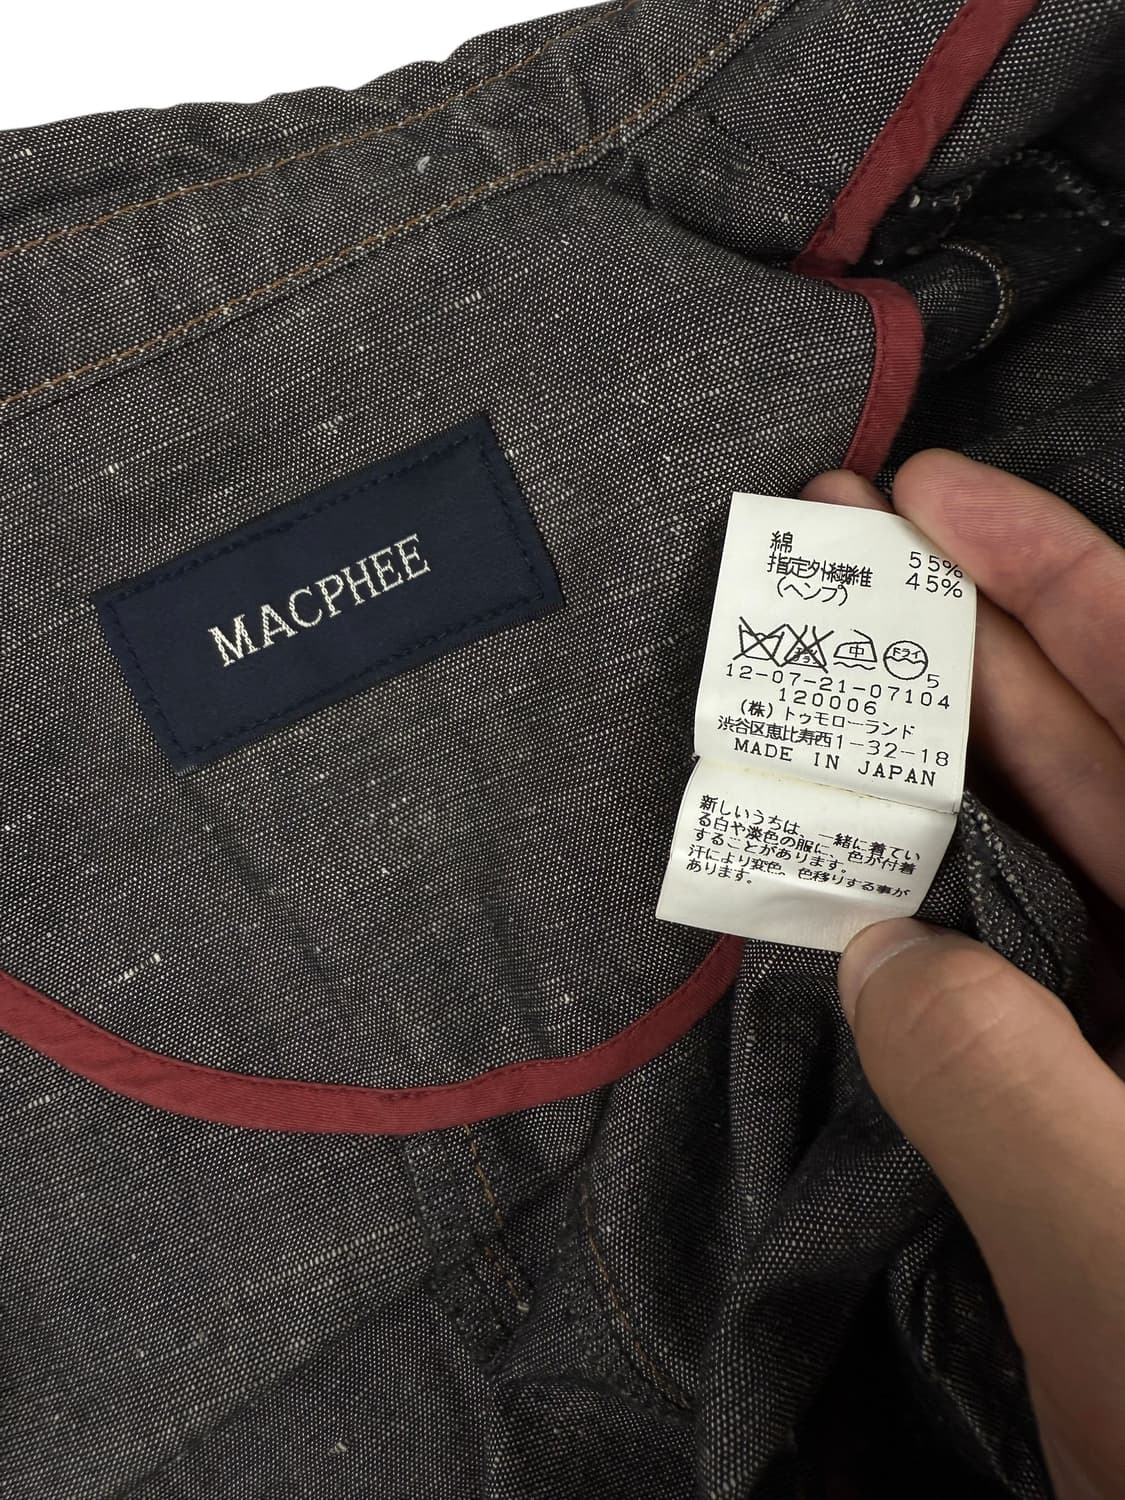 MACPHEE
綿 55%
指定外繊維 45%
(ヘンプ)
ドライ
12-07-21-07104 5
120006
(株)トゥモローランド
渋谷区恵比寿西1-32-18
MADE IN JAPAN
新しいうちは、一緒に着てい
る白や淡色の服に、色が付着
することがあります。
汗により変色、色移りする事が
あります。